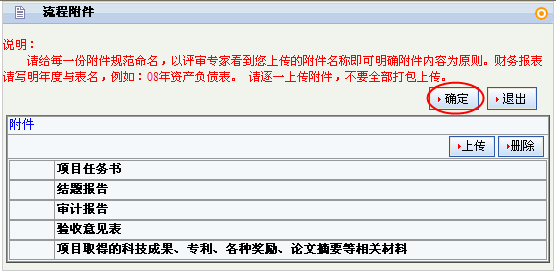 流程附件
说明：
请给每一份附件规范命名，以评审专家看到您上传的附件名称即可明确附件内容为原则。财务报表
请写明年度与表名，例如：08年资产负债表。 请逐一上传附件，不要全部打包上传。
确定 退出
附件
上传 删除
项目任务书
结题报告
审计报告
验收意见表
项目取得的科技成果、专利、各种奖励、论文摘要等相关材料